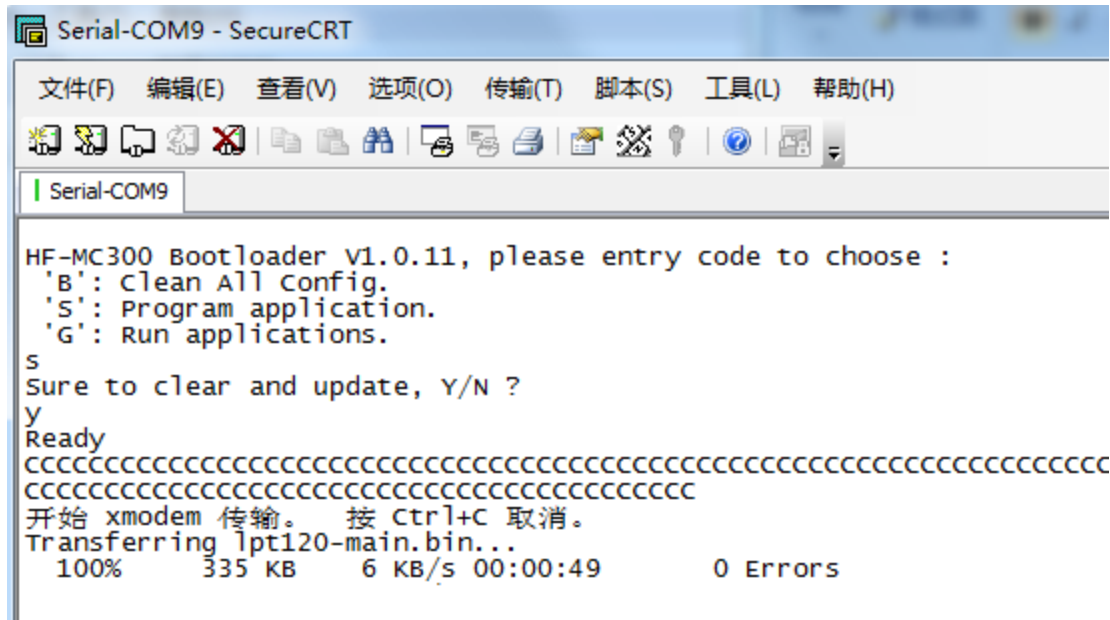 Serial-COM9 - SecureCRT
文件(F) 编辑(E) 查看(V) 选项(O) 传输(T) 脚本(S) 工具(L) 帮助(H)
Serial-COM9
HF-MC300 Bootloader V1.0.11, please entry code to choose :
'B': Clean All Config.
'S': Program application.
'G': Run applications.
s
Sure to clear and update, Y/N ?
y
Ready
CCCCCCCCCCCCCCCCCCCCCCCCCCCCCCCCCCCCCCCCCCCCCCCCCCCCCCCCCCCCCCCCCCCC
CCCCCCCCCCCCCCCCCCCCCCCCCCCCCCCCCCCCCCCCCC
开始 xmodem 传输。 按 Ctrl+C 取消。
Transferring lpt120-main.bin...
100% 335 KB 6 KB/s 00:00:49 0 Errors